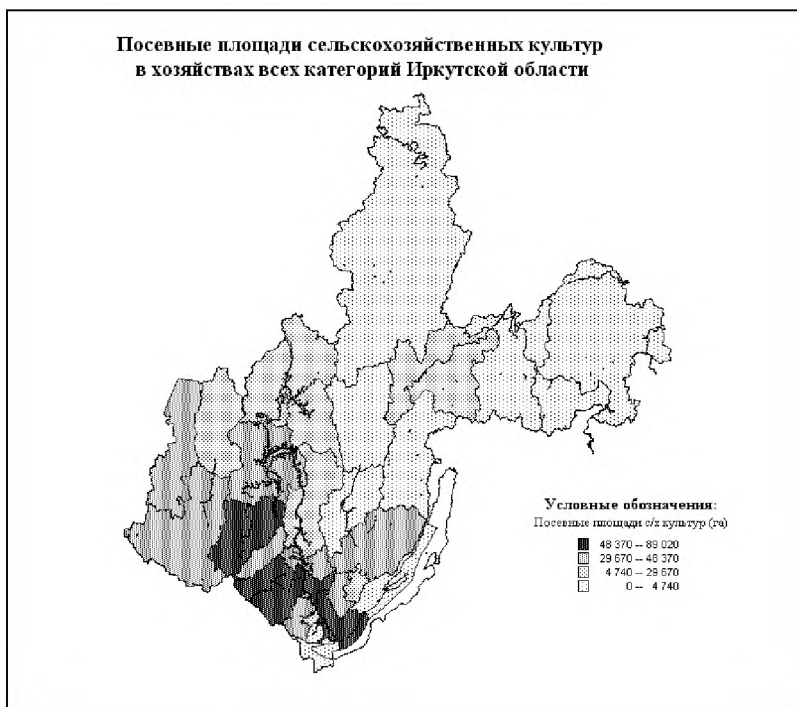 Посевные площади сельскохозяйственных культур
в хозяйствах всех категорий Иркутской области
Условные обозначения:
Посевные площади с/х культур (га)
48 370 – 89 020
29 670 – 48 370
4 740 – 29 670
0 – 4 740